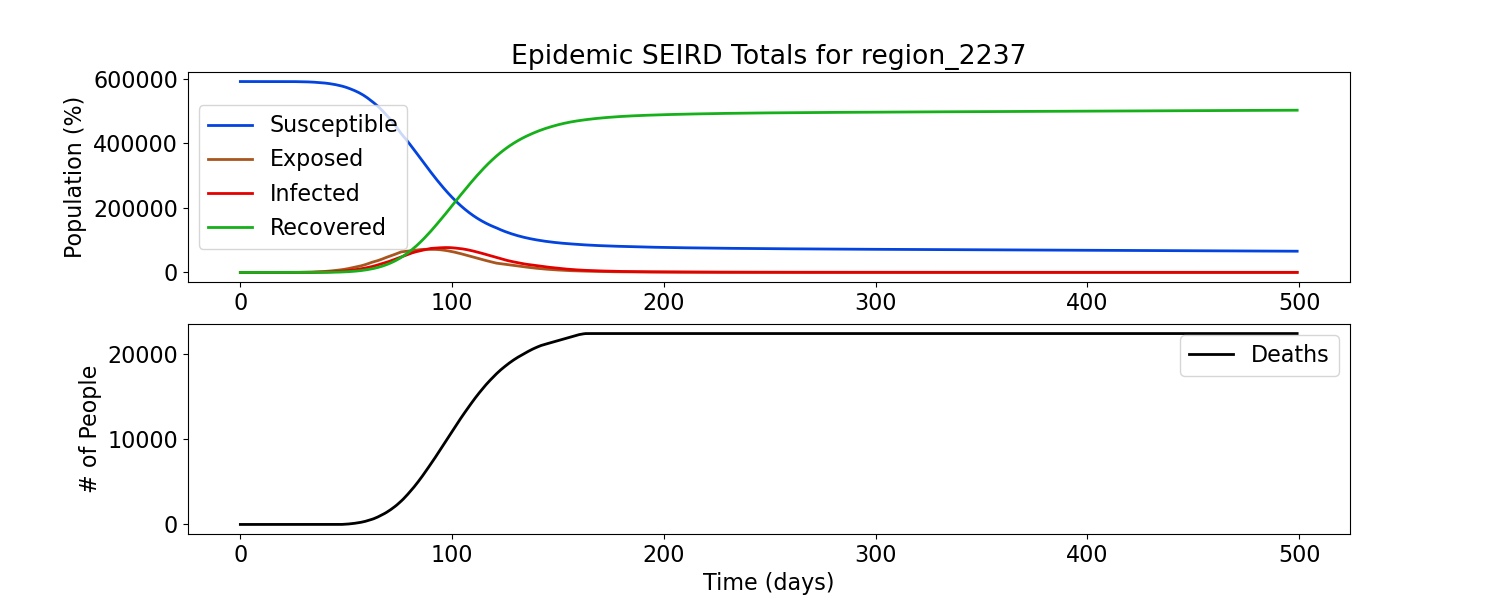 Epidemic SEIRD Totals for region_2237
Population (%)
600000
400000
200000
0
Susceptible
Exposed
Infected
Recovered
0 100 200 300 400 500
# of People
20000
10000
0
Deaths
0 100 200 300 400 500
Time (days)